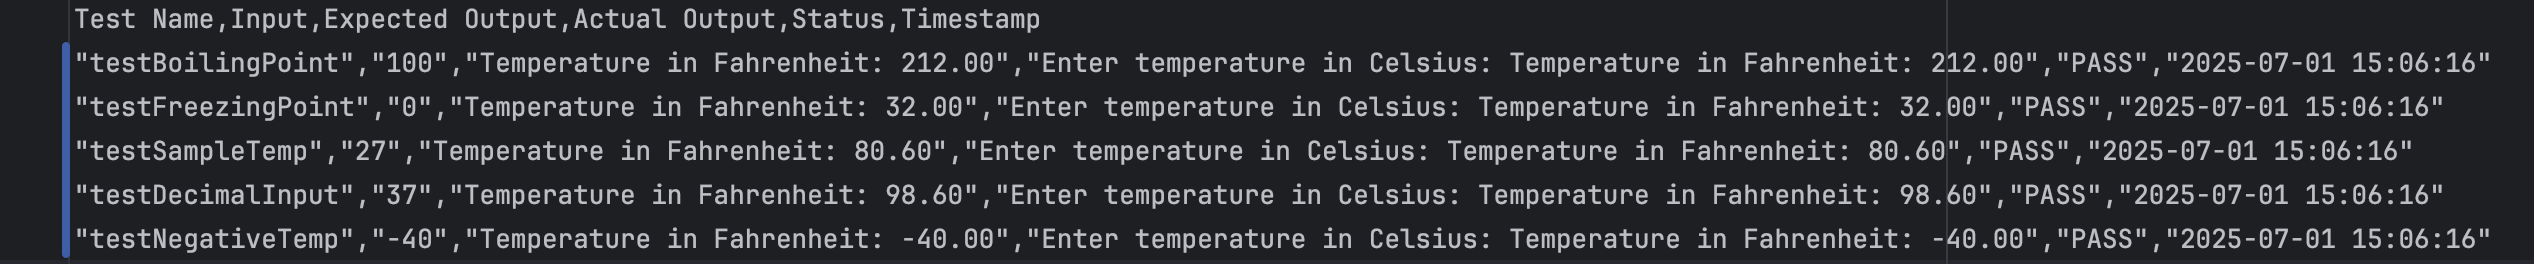 Test Name,Input,Expected Output,Actual Output,Status,Timestamp
"testBoilingPoint","100","Temperature in Fahrenheit: 212.00","Enter temperature in Celsius: Temperature in Fahrenheit: 212.00","PASS","2025-07-01 15:06:16"
"testFreezingPoint","0","Temperature in Fahrenheit: 32.00","Enter temperature in Celsius: Temperature in Fahrenheit: 32.00","PASS","2025-07-01 15:06:16"
"testSampleTemp","27","Temperature in Fahrenheit: 80.60","Enter temperature in Celsius: Temperature in Fahrenheit: 80.60","PASS","2025-07-01 15:06:16"
"testDecimalInput","37","Temperature in Fahrenheit: 98.60","Enter temperature in Celsius: Temperature in Fahrenheit: 98.60","PASS","2025-07-01 15:06:16"
"testNegativeTemp","-40","Temperature in Fahrenheit: -40.00","Enter temperature in Celsius: Temperature in Fahrenheit: -40.00","PASS","2025-07-01 15:06:16"